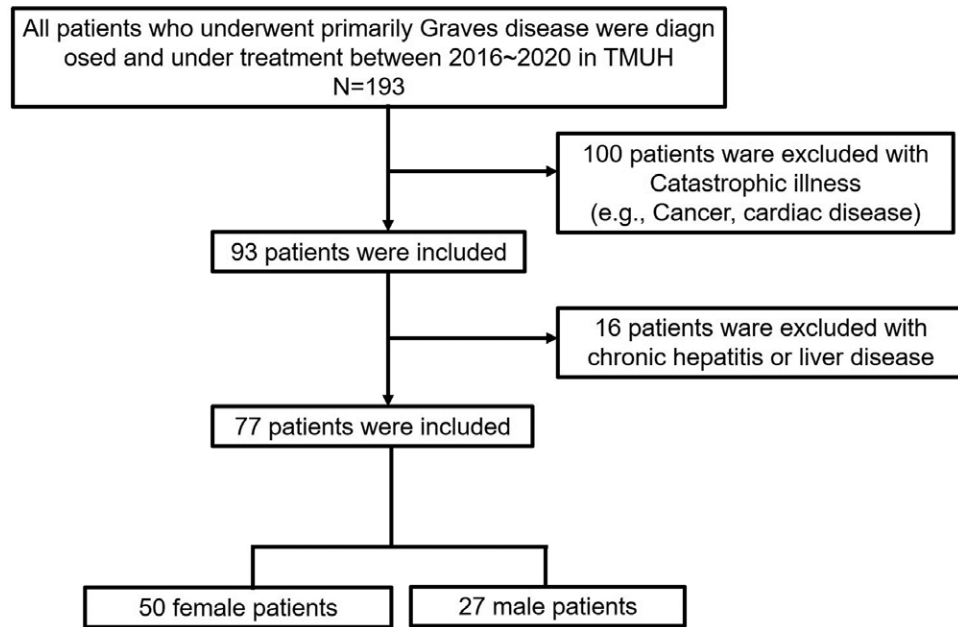 All patients who underwent primarily Graves disease were diagn
osed and under treatment between 2016~2020 in TMUH
N=193
100 patients ware excluded with
Catastrophic illness
(e.g., Cancer, cardiac disease)
93 patients were included
16 patients ware excluded with
chronic hepatitis or liver disease
77 patients were included
50 female patients
27 male patients